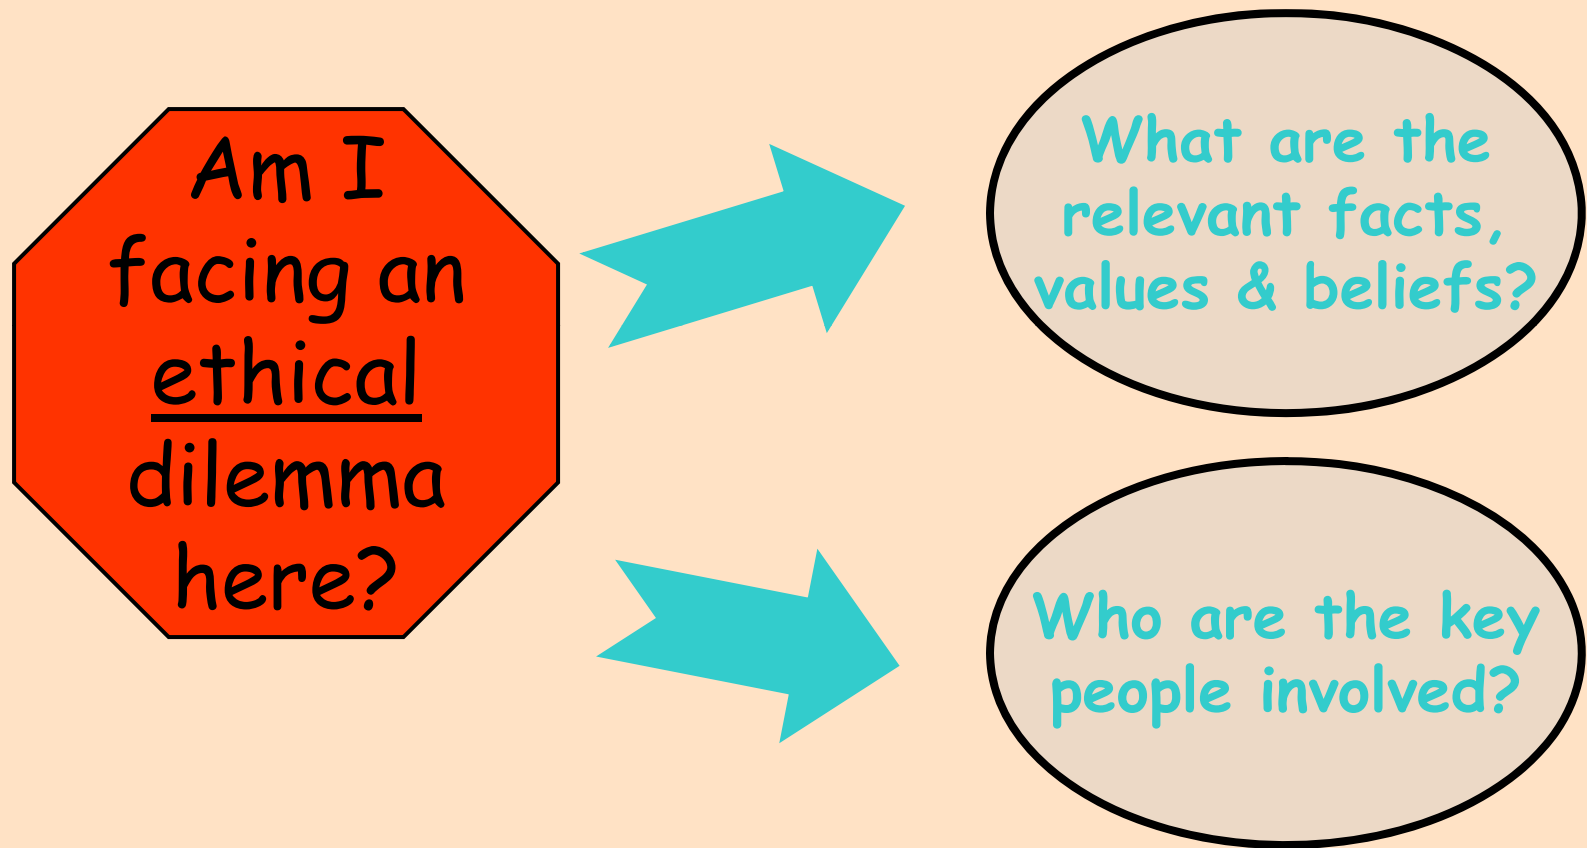 Am I
facing an
ethical
dilemma
here?
What are the
relevant facts,
values & beliefs?
Who are the key
people involved?